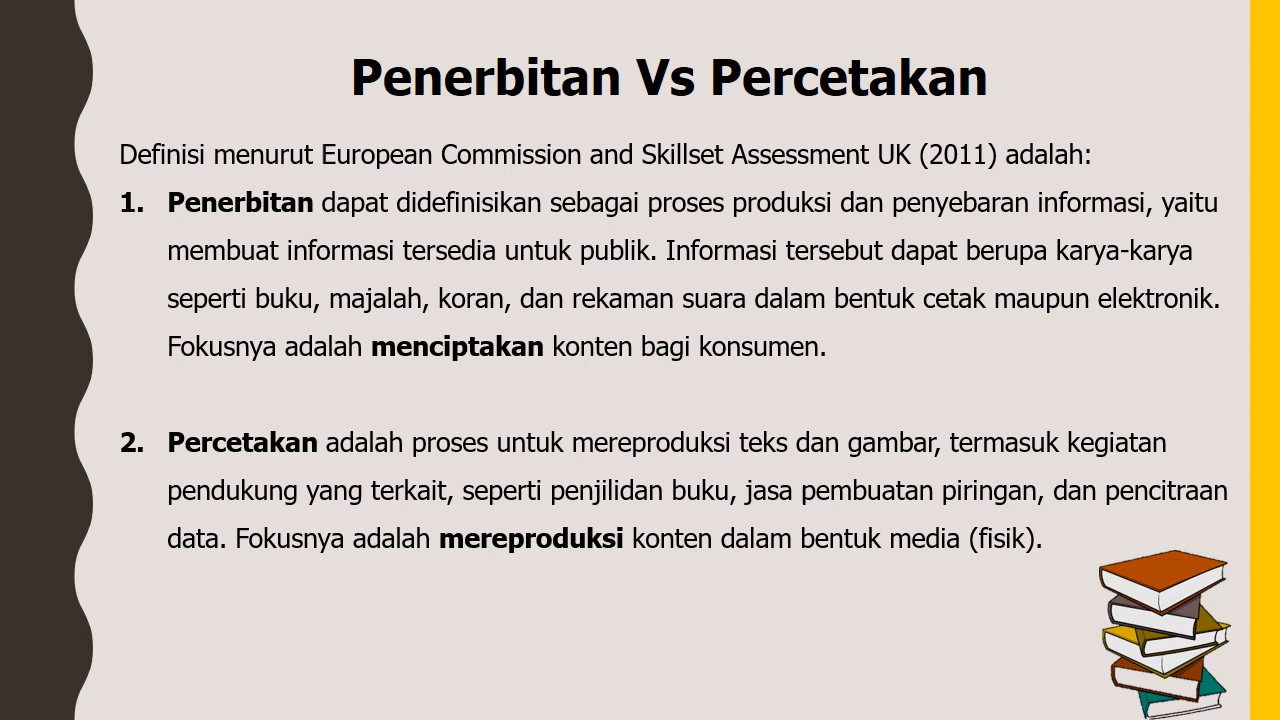 Penerbitan Vs Percetakan
Definisi menurut European Commission and Skillset Assessment UK (2011) adalah:
1. Penerbitan dapat didefinisikan sebagai proses produksi dan penyebaran informasi, yaitu
membuat informasi tersedia untuk publik. Informasi tersebut dapat berupa karya-karya
seperti buku, majalah, koran, dan rekaman suara dalam bentuk cetak maupun elektronik.
Fokusnya adalah menciptakan konten bagi konsumen.
2. Percetakan adalah proses untuk mereproduksi teks dan gambar, termasuk kegiatan
pendukung yang terkait, seperti penjilidan buku, jasa pembuatan piringan, dan pencitraan
data. Fokusnya adalah mereproduksi konten dalam bentuk media (fisik).